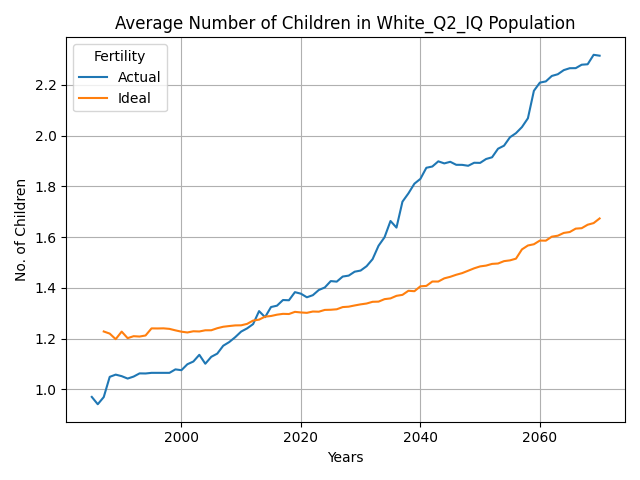 Average Number of Children in White_Q2_IQ Population
Fertility
Actual
Ideal
No. of Children
2.2
2.0
1.8
1.6
1.4
1.2
1.0
2000 2020 2040 2060
Years